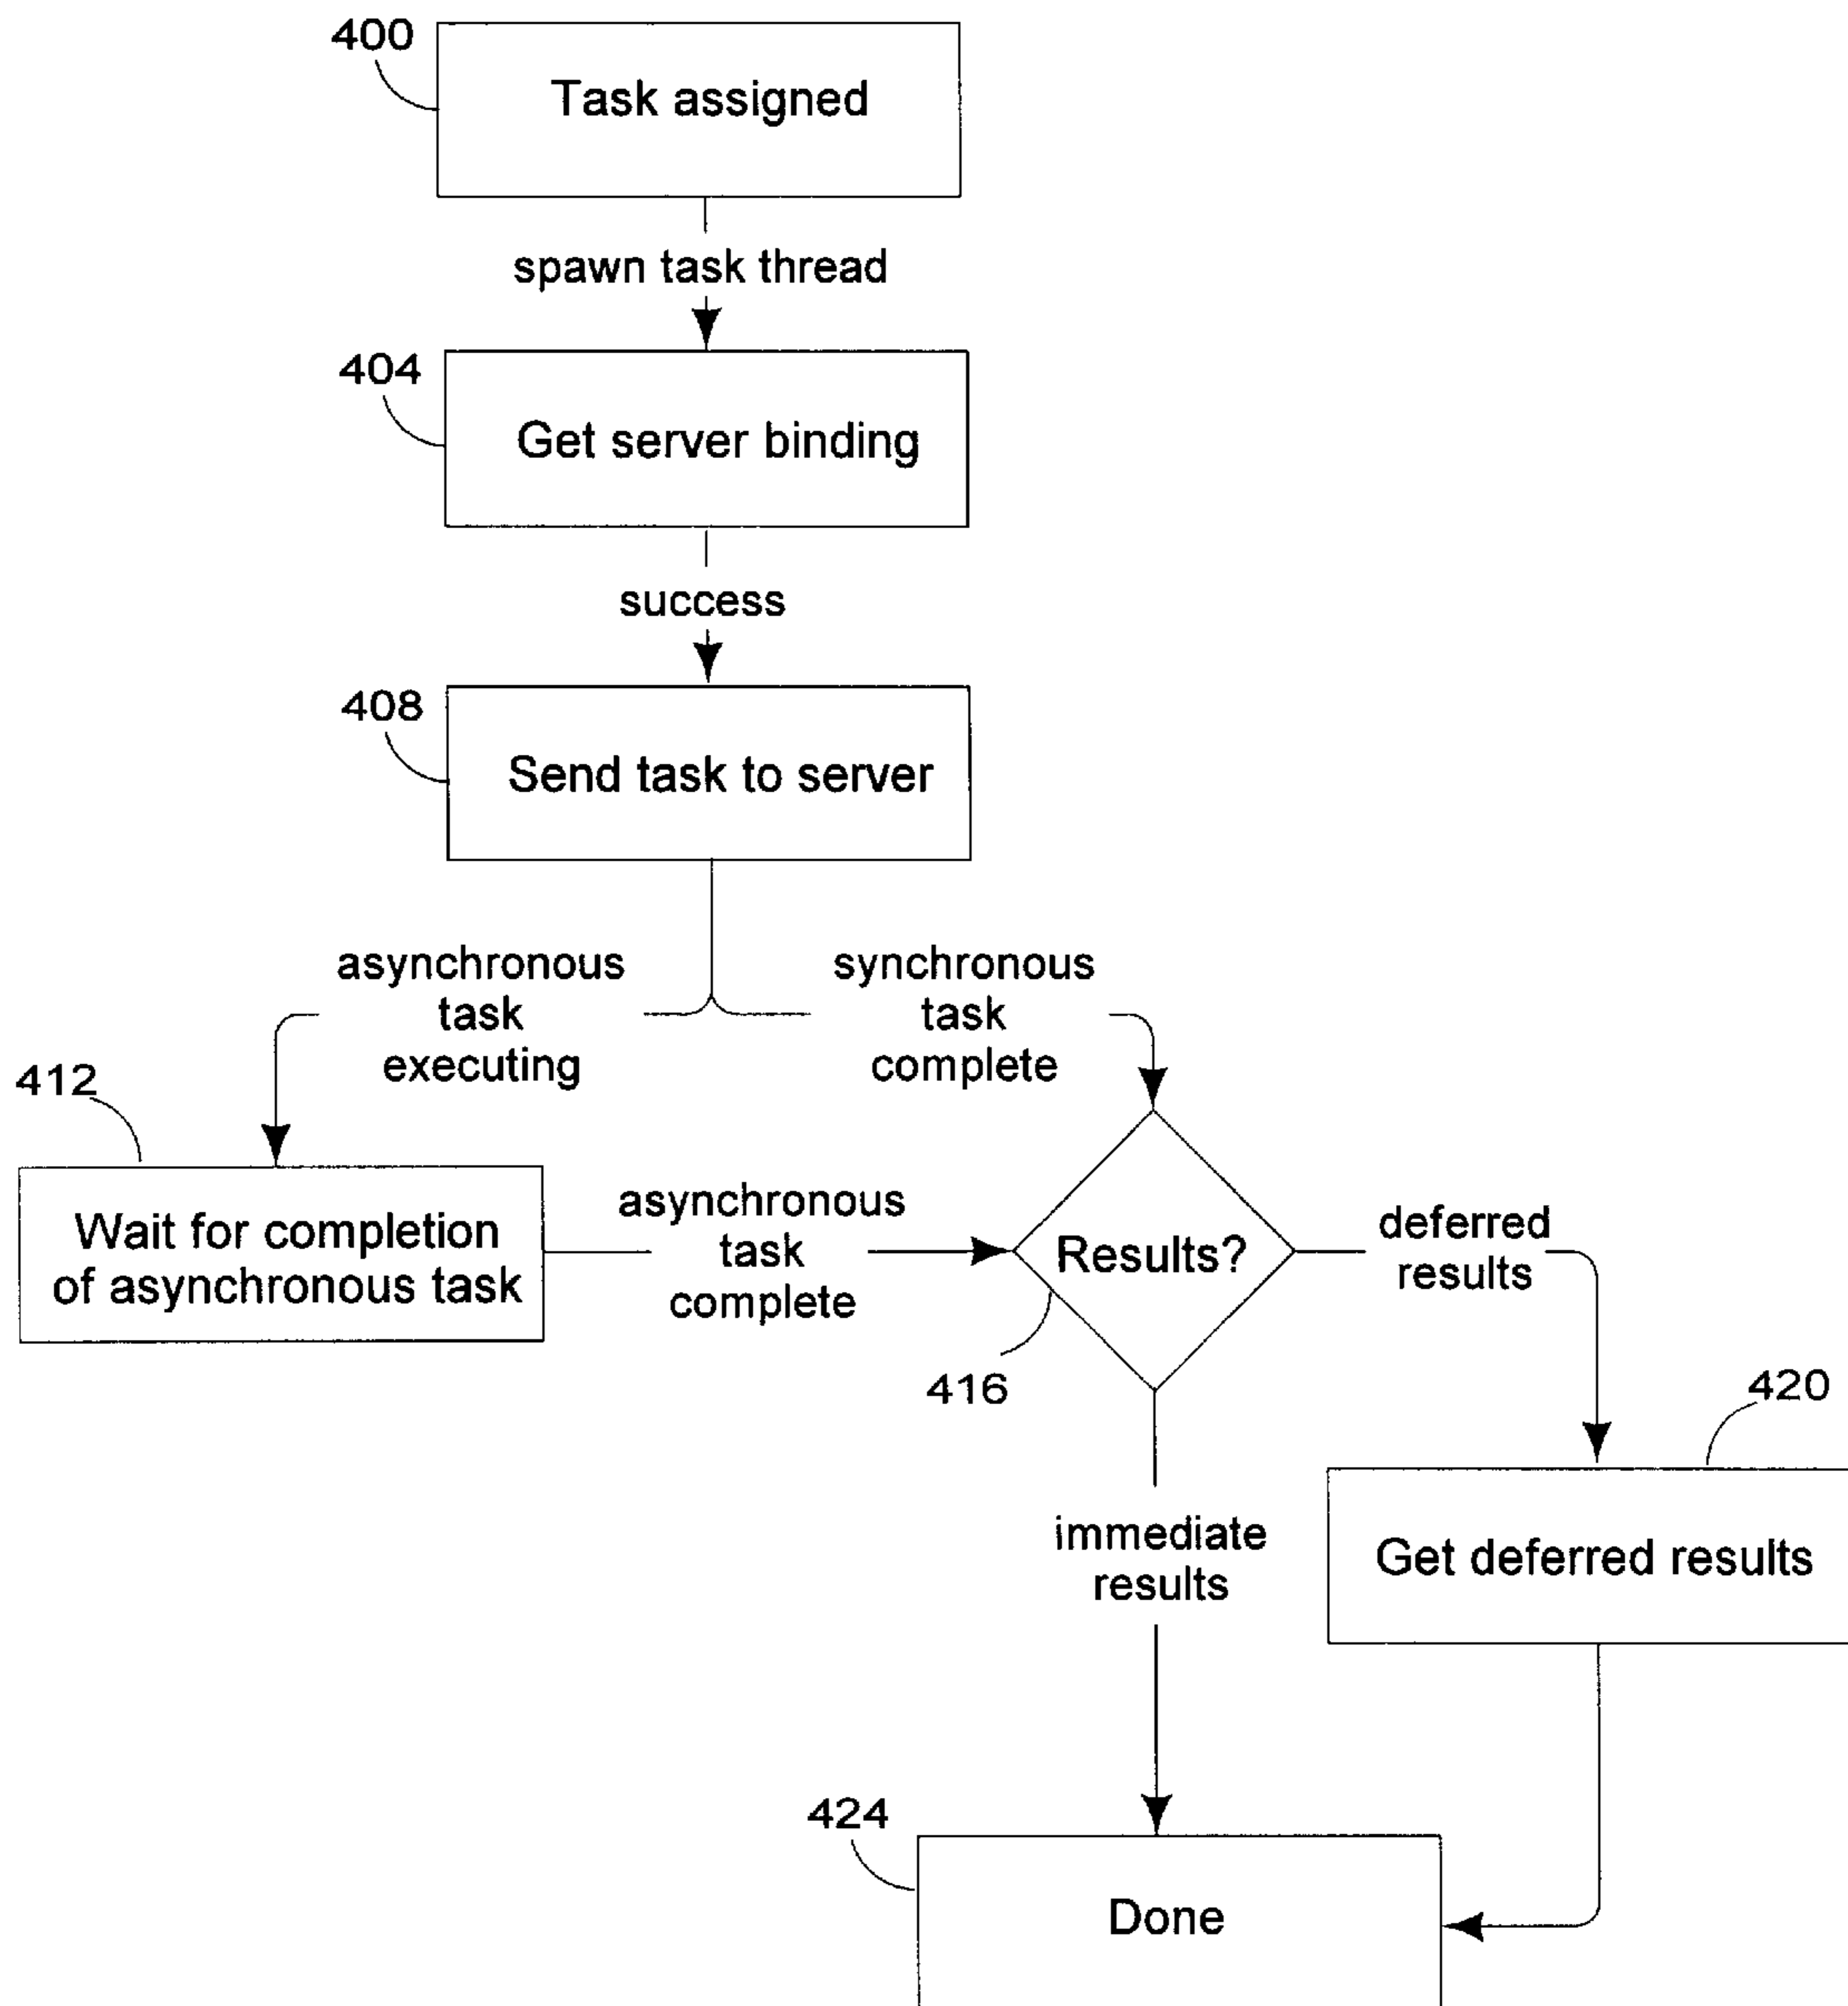 400
Task assigned
spawn task thread
404
Get server binding
success
408
Send task to server
asynchronous
task
executing
synchronous
task
complete
412
Wait for completion
of asynchronous task
asynchronous
task
complete
Results?
416
deferred
results
420
Get deferred results
immediate
results
424
Done